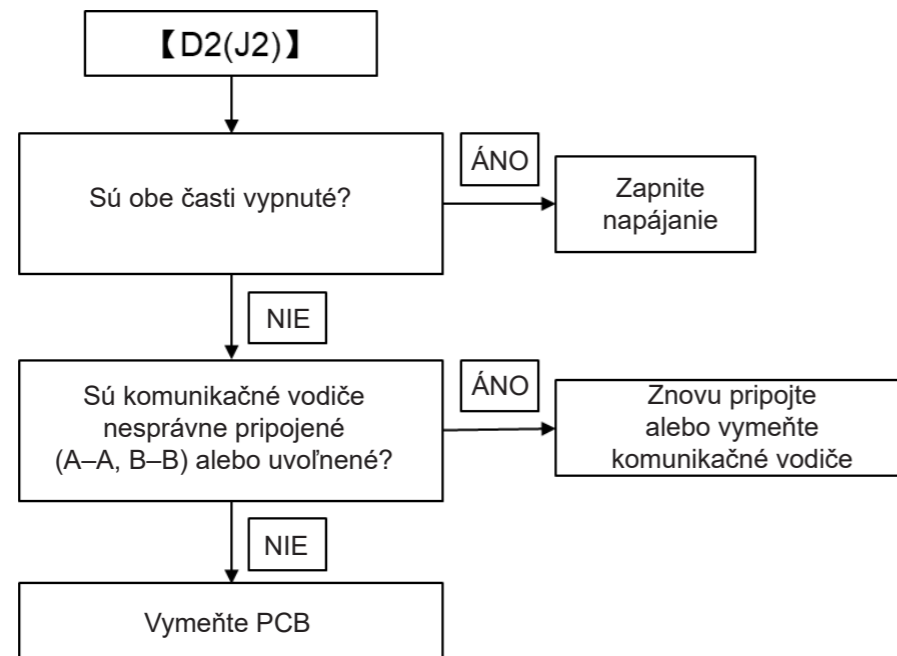 【D2(J2)】
Sú obe časti vypnuté?
ÁNO
Zapnite
napájanie
NIE
Sú komunikačné vodiče
nesprávne pripojené
(A–A, B–B) alebo uvoľnené?
ÁNO
Znovu pripojte
alebo vymeňte
komunikačné vodiče
NIE
Vymeňte PCB